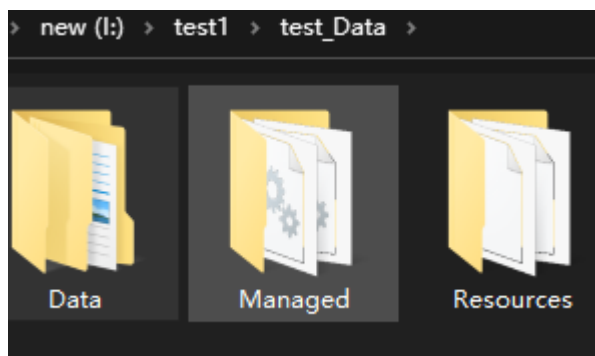 › new (I:) › test1 › test_Data ›
Data
Managed
Resources